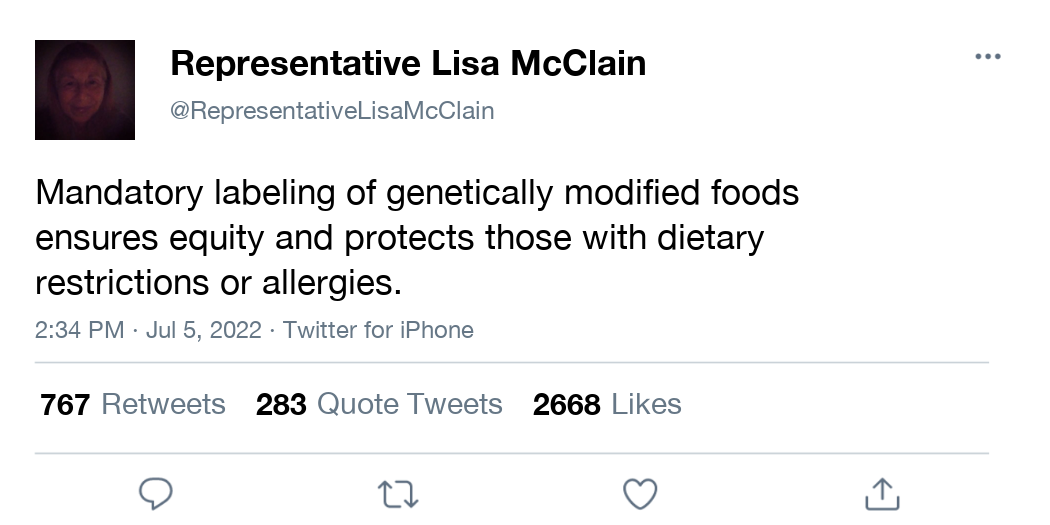 Representative Lisa McClain
@RepresentativeLisaMcClain
Mandatory labeling of genetically modified foods
ensures equity and protects those with dietary
restrictions or allergies.
2:34 PM · Jul 5, 2022 · Twitter for iPhone
767 Retweets 283 Quote Tweets 2668 Likes